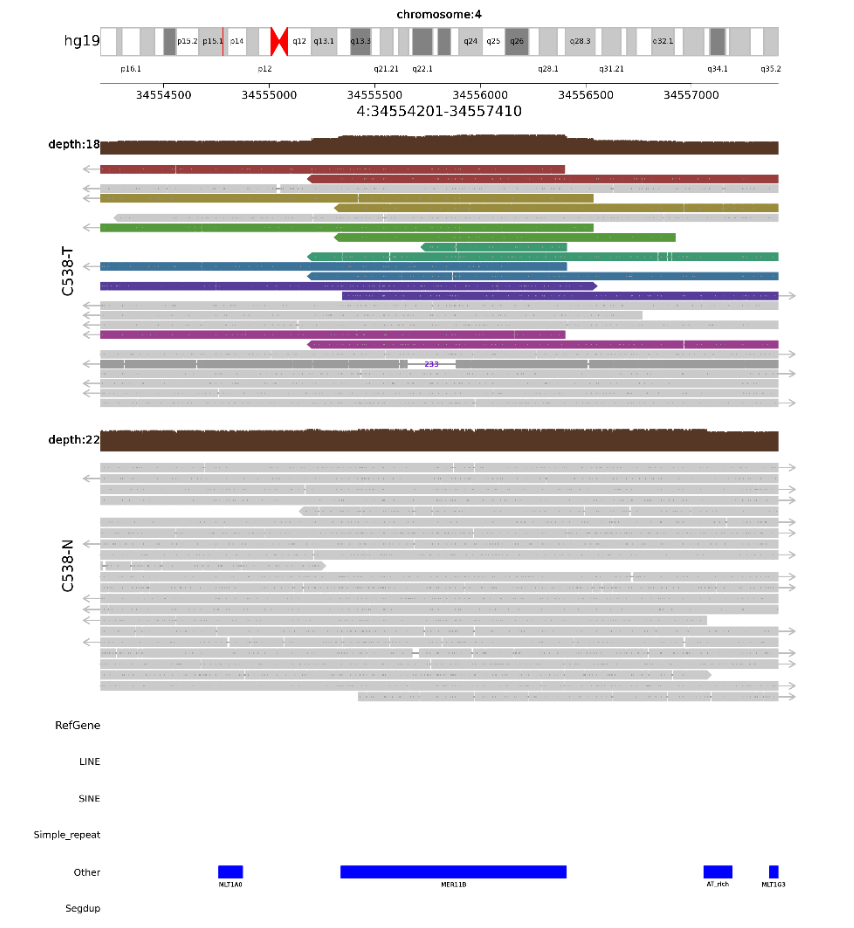 chromosome:4
hg19
p15.2 p15.1 p14 q12 q13.1 q13.3 q24 q25 q26 q28.3 q32.1
p16.1 p12 q21.21 q22.1 q28.1 q31.21 q34.1 q35.2
34554500 34555000 34555500 34556000 34556500 34557000
4:34554201-34557410
depth:18
C538-T
233
depth:22
C538-N
RefGene
LINE
SINE
Simple_repeat
Other
MLT1A0 MER11B AT_rich MLT1G3
Segdup